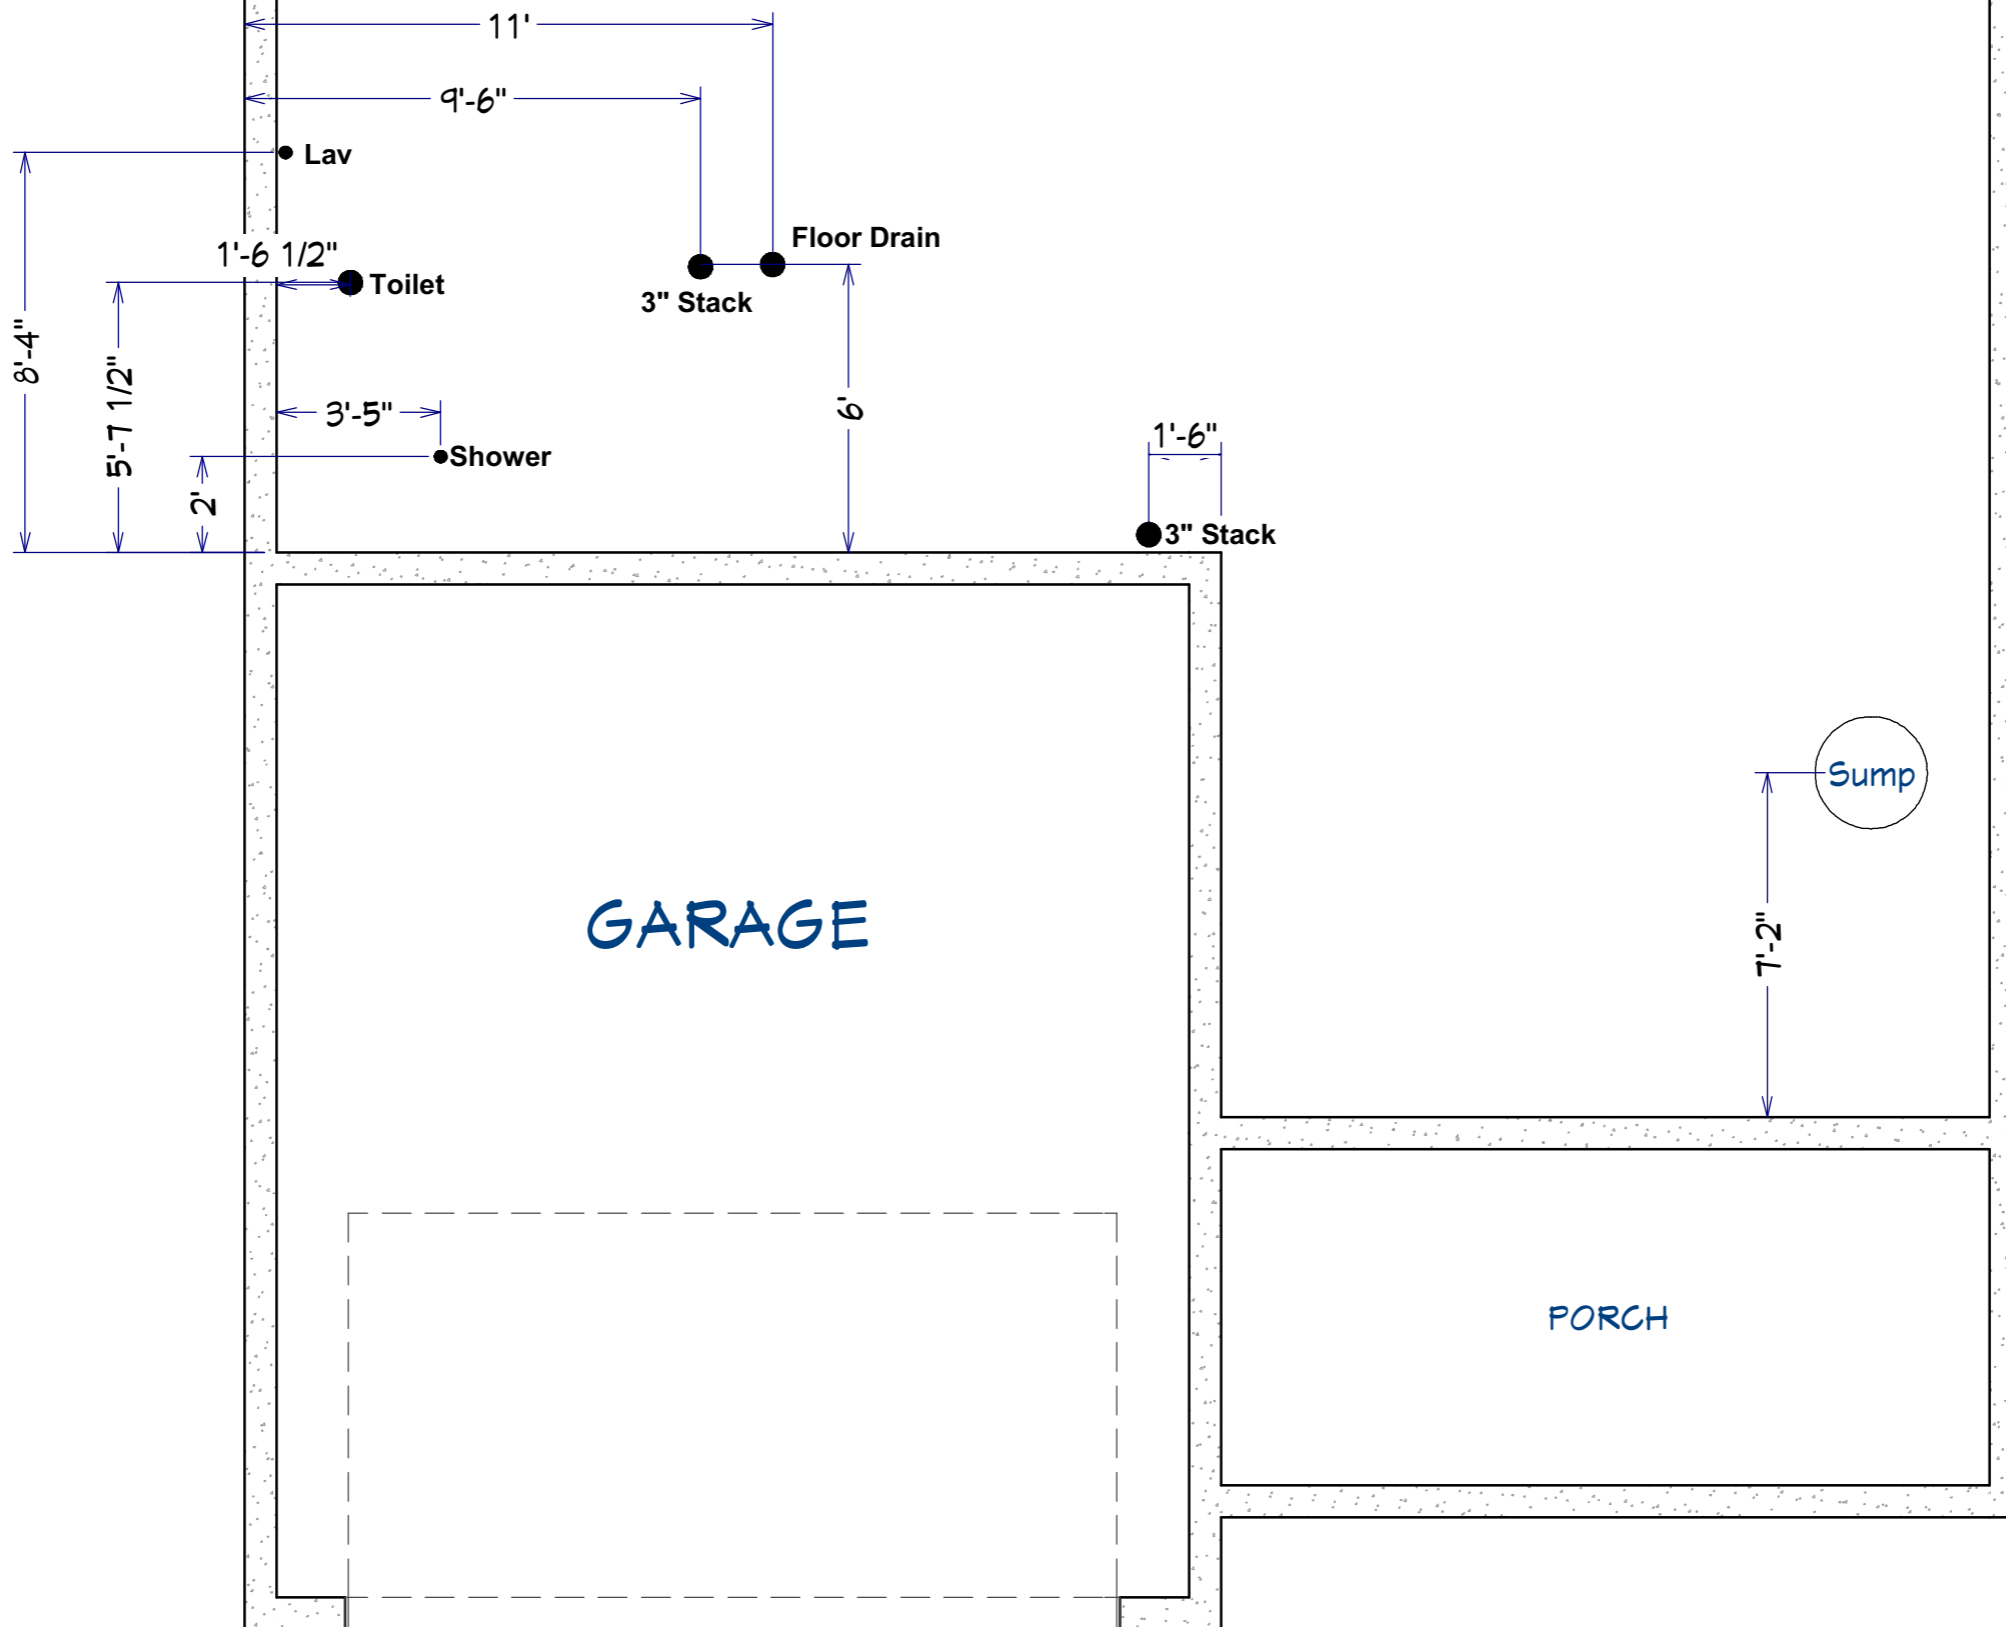 11'
9'-6"
Lav
Floor Drain
1'-6 1/2"
Toilet
3" Stack
8'-4"
5'-7 1/2"
3'-5"
6'
1'-6"
Shower
2'
3" Stack
Sump
GARAGE
7'-2"
PORCH